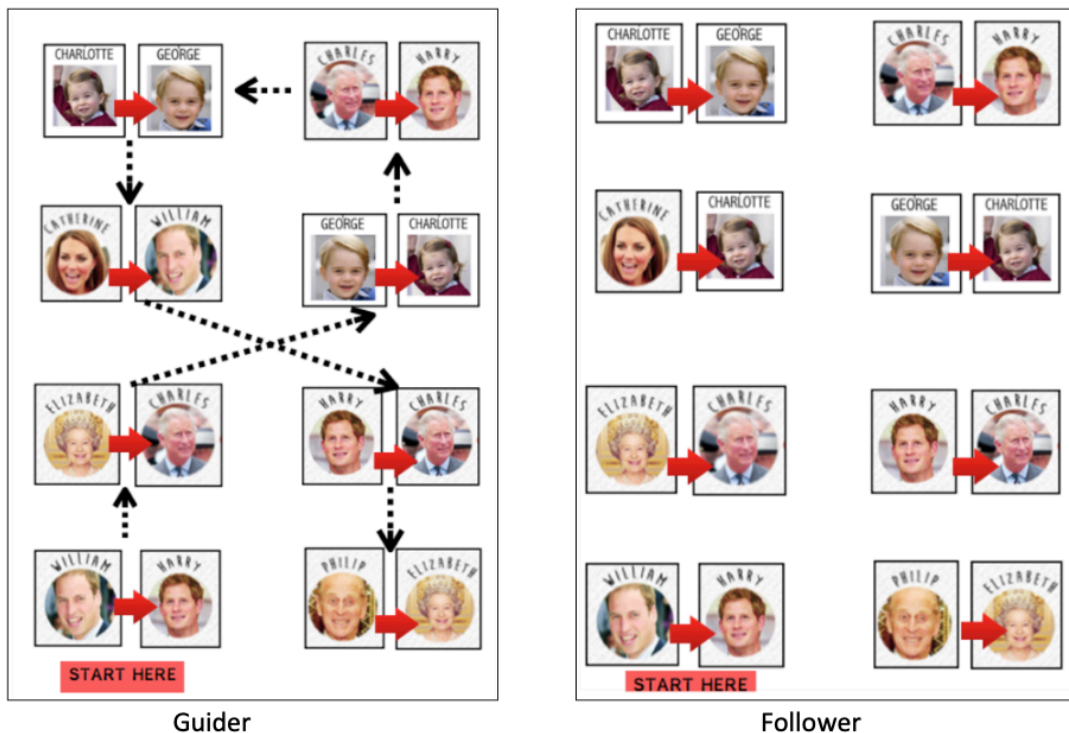 CHARLOTTE GEORGE
CHARLES HARRY
CATHERINE WILLIAM
GEORGE CHARLOTTE
ELIZABETH CHARLES
HARRY CHARLES
WILLIAM HARRY
PHILIP ELIZABETH
START HERE
Guider
CHARLOTTE GEORGE
CHARLES HARRY
CATHERINE CHARLOTTE
GEORGE CHARLOTTE
ELIZABETH CHARLES
HARRY CHARLES
WILLIAM HARRY
PHILIP ELIZABETH
START HERE
Follower